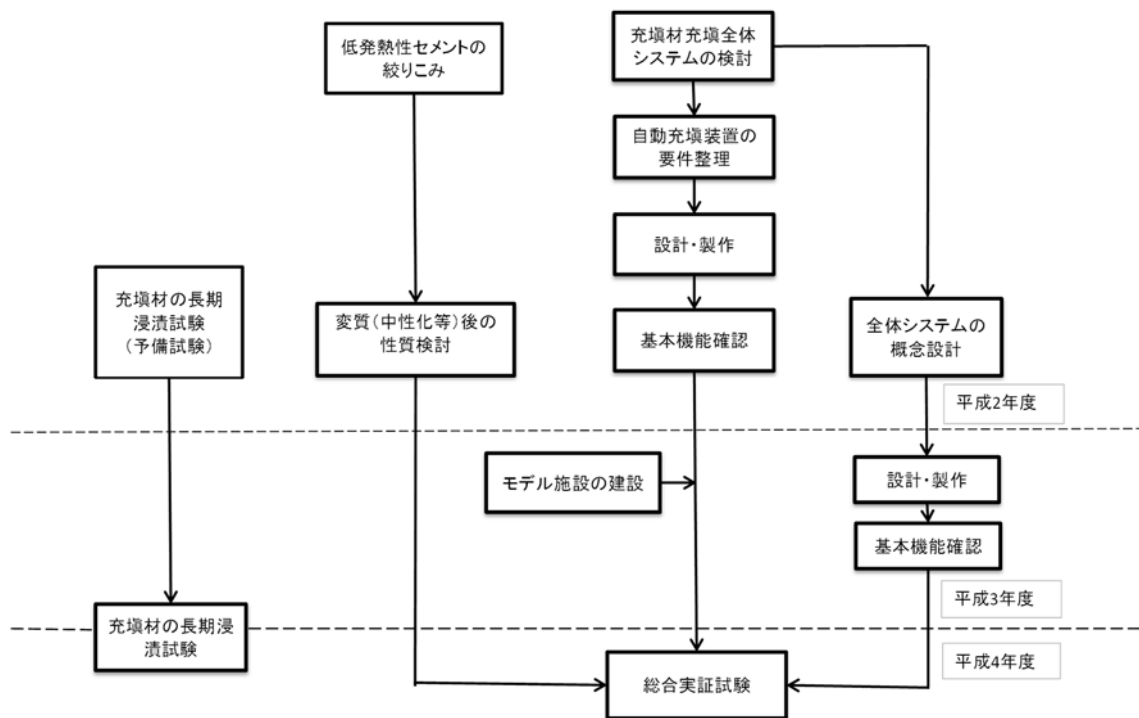 低発熱性セメントの
絞りこみ
充塡材充塡全体
システムの検討
自動充塡装置の
要件整理
設計・製作
充塡材の長期
浸漬試験
(予備試験)
変質(中性化等)後の
性質検討
基本機能確認
全体システムの
概念設計
平成2年度
モデル施設の建設
設計・製作
基本機能確認
平成3年度
充塡材の長期浸
漬試験
平成4年度
総合実証試験